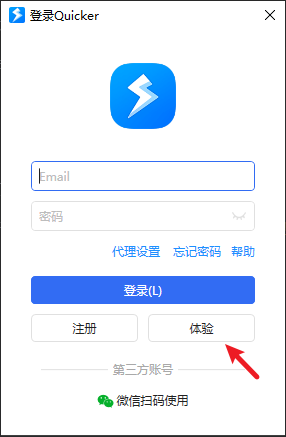 登录Quicker
Email
密码
代理设置 忘记密码 帮助
登录(L)
注册 体验
第三方账号
微信扫码使用